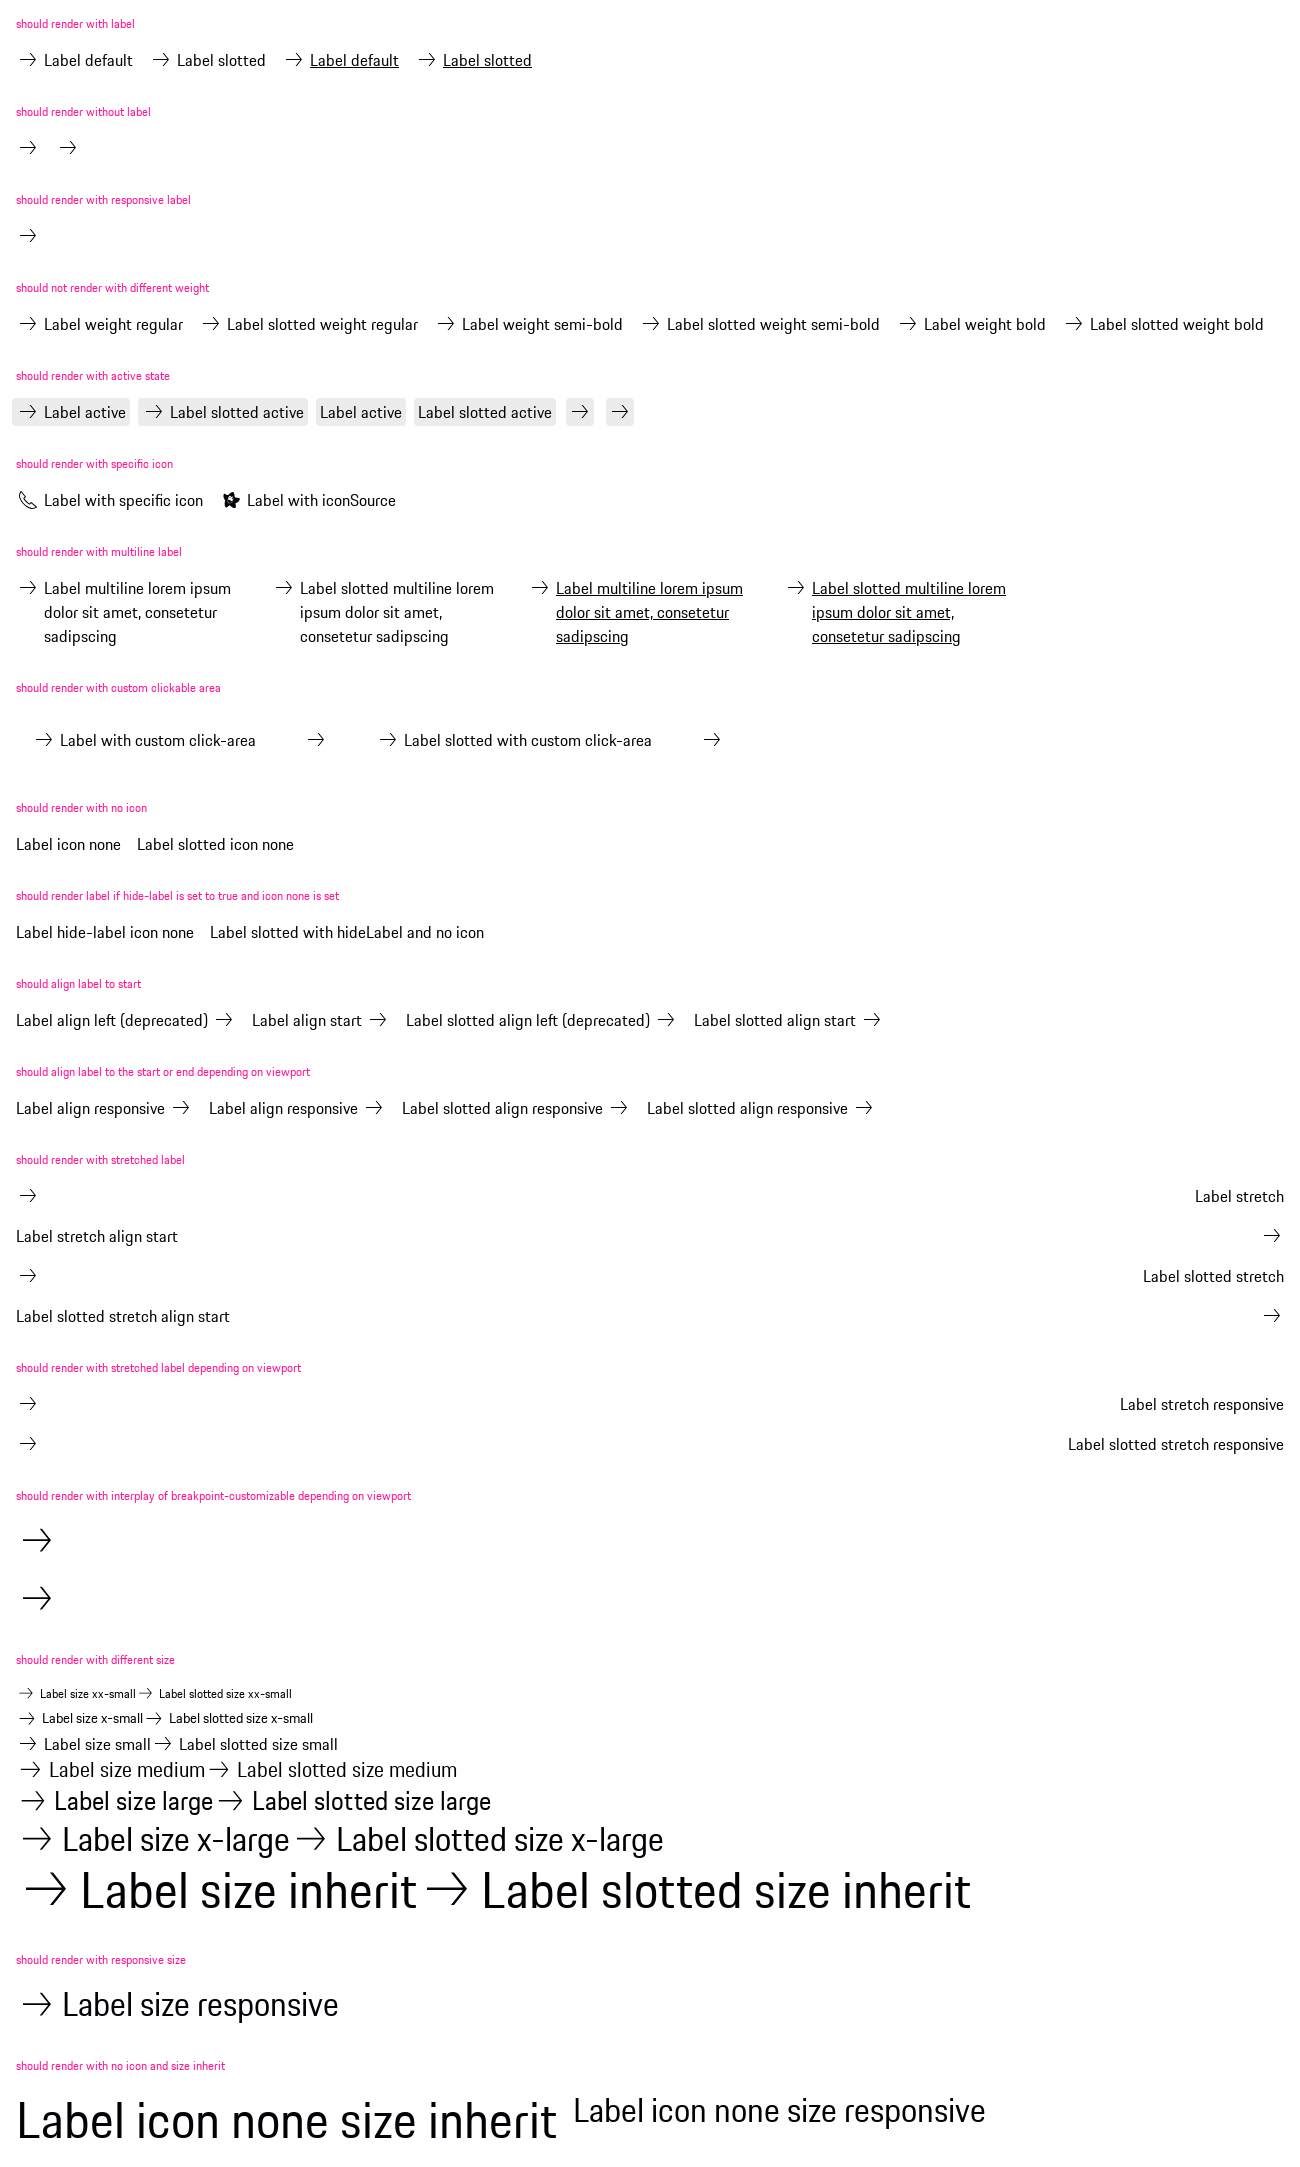 should render with label
Label default Label slotted Label default Label slotted
should render without label
should render with responsive label
should not render with different weight
Label weight regular Label slotted weight regular Label weight semi-bold Label slotted weight semi-bold Label weight bold Label slotted weight bold
should render with active state
Label active Label slotted active Label active Label slotted active
should render with specific icon
Label with specific icon Label with iconSource
should render with multiline label
Label multiline lorem ipsum
dolor sit amet, consetetur
sadipscing
Label slotted multiline lorem
ipsum dolor sit amet,
consetetur sadipscing
Label multiline lorem ipsum
dolor sit amet, consetetur
sadipscing
Label slotted multiline lorem
ipsum dolor sit amet,
consetetur sadipscing
should render with custom clickable area
Label with custom click-area Label slotted with custom click-area
should render with no icon
Label icon none Label slotted icon none
should render label if hide-label is set to true and icon none is set
Label hide-label icon none Label slotted with hideLabel and no icon
should align label to start
Label align left (deprecated) Label align start Label slotted align left (deprecated) Label slotted align start
should align label to the start or end depending on viewport
Label align responsive Label align responsive Label slotted align responsive Label slotted align responsive
should render with stretched label
Label stretch
Label stretch align start
Label slotted stretch
Label slotted stretch align start
should render with stretched label depending on viewport
Label stretch responsive
Label slotted stretch responsive
should render with interplay of breakpoint-customizable depending on viewport
should render with different size
Label size xx-small Label slotted size xx-small
Label size x-small Label slotted size x-small
Label size small Label slotted size small
Label size medium Label slotted size medium
Label size large Label slotted size large
Label size x-large Label slotted size x-large
Label size inherit Label slotted size inherit
should render with responsive size
Label size responsive
should render with no icon and size inherit
Label icon none size inherit Label icon none size responsive